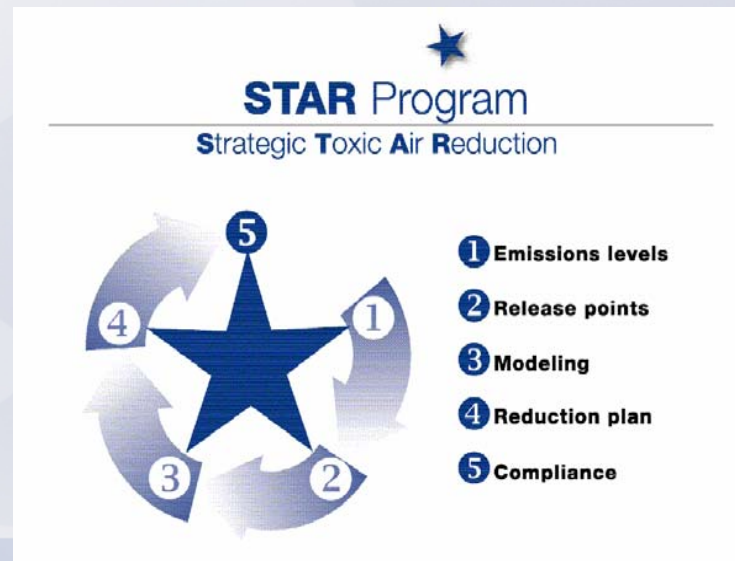 STAR Program
Strategic Toxic Air Reduction
5
4
1
3
2
1 Emissions levels
2 Release points
3 Modeling
4 Reduction plan
5 Compliance